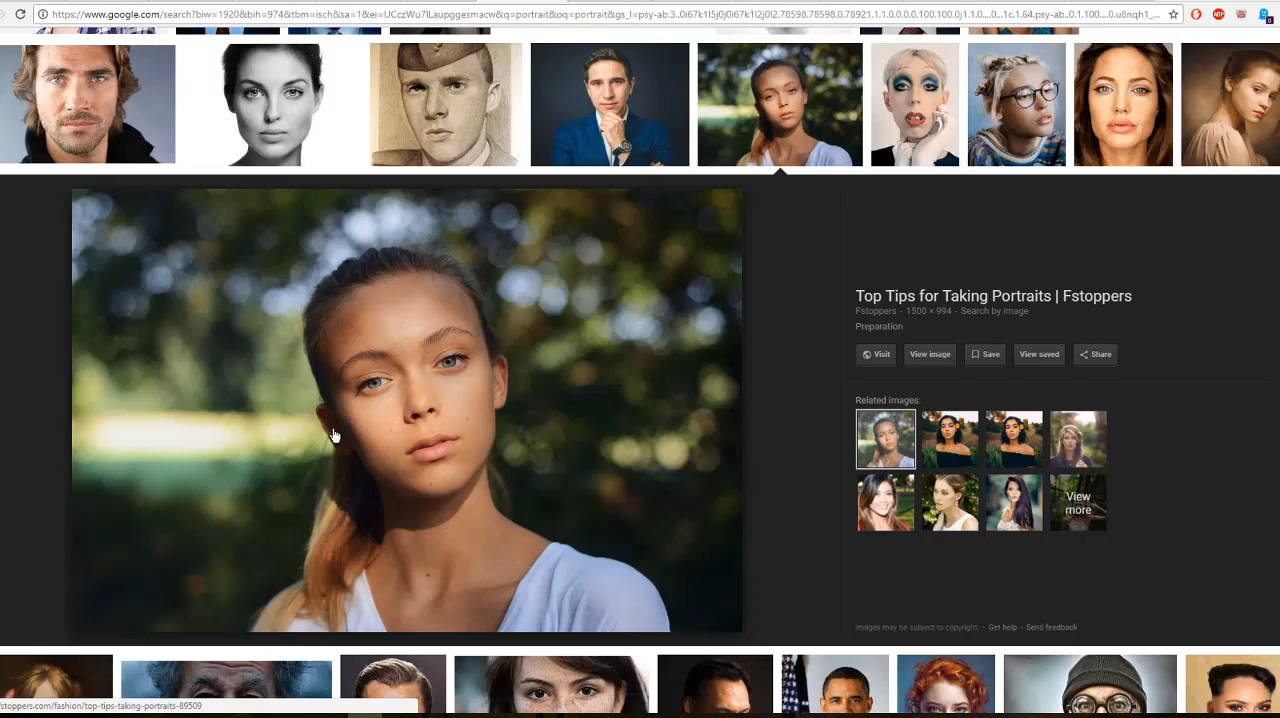 https://www.google.com/search?biw=1920&bih=974&tbm=isch&sa=1&ei=UCczWu7ILaupggesmacw&q=portrait&oq=portrait&gs_l=psy-ab.3..0i67k1l5j0j0i67k1l2j0l2.78598.78598.0.78921.1.1.0.0.0.0.100.100.0j1.1.0....0...1c.1.64.psy-ab..0.1.100....0.u8nqh1_...
ABP
0
Top Tips for Taking Portraits | Fstoppers
Fstoppers - 1500 × 994 - Search by image
Preparation
Visit View image Save View saved Share
Related images:
View more
Images may be subject to copyright. - Get help - Send feedback
stoppers.com/fashion/top-tips-taking-portraits-89509